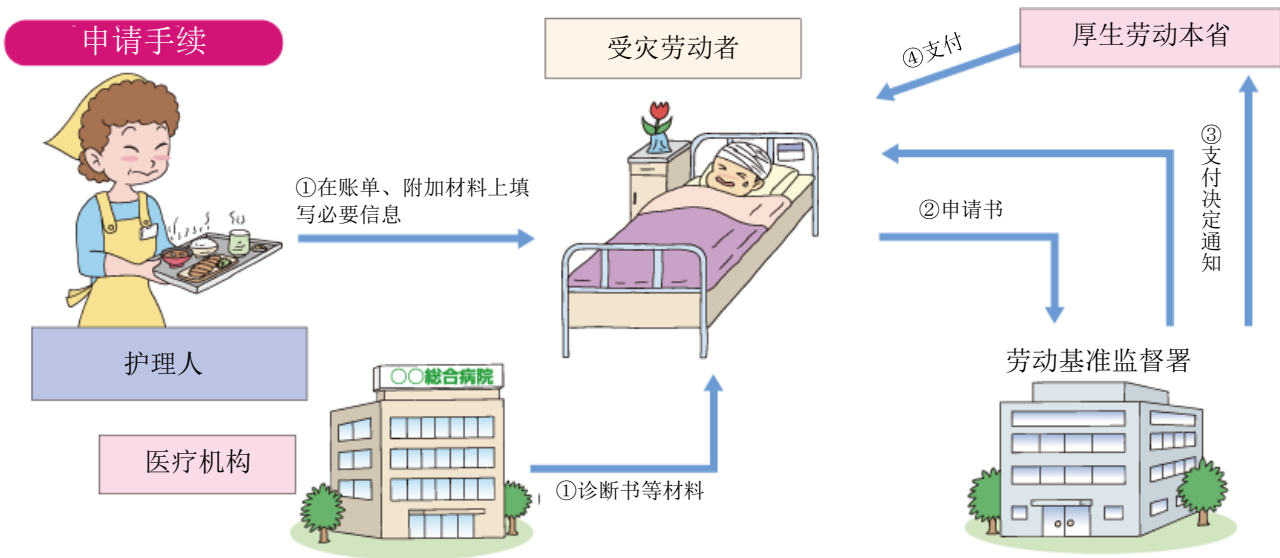 申请手续
受灾劳动者
厚生劳动本省
④支付
③支付决定通知
①在账单、附加材料上填
写必要信息
②申请书
护理人
劳动基准监督署
〇〇総合病院
医疗机构
①诊断书等材料